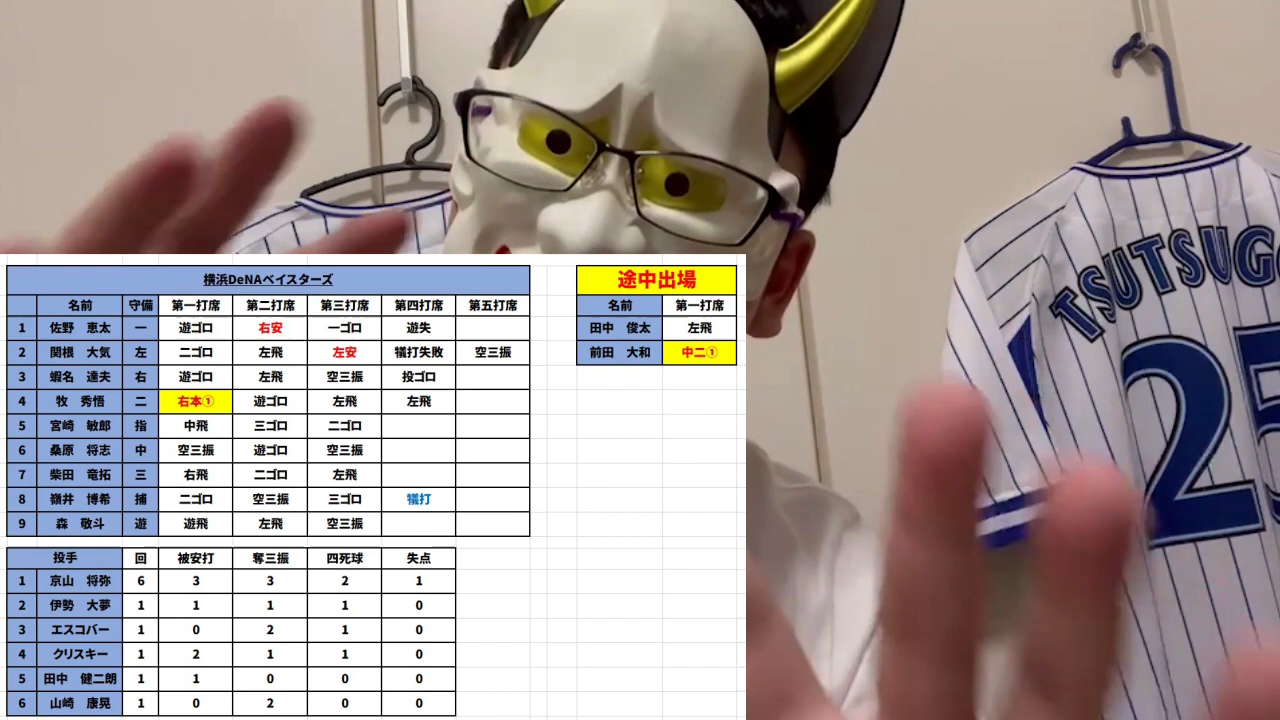 横浜DeNAベイスターズ
名前 守備 第一打席 第二打席 第三打席 第四打席 第五打席
1 佐野 恵太 一 遊ゴロ 右安 一ゴロ 遊失
2 関根 大気 左 二ゴロ 左飛 左安 犠打失敗 空三振
3 蝦名 達夫 右 遊ゴロ 左飛 空三振 投ゴロ
4 牧 秀悟 二 右本① 遊ゴロ 左飛 左飛
5 宮崎 敏郎 指 中飛 三ゴロ 二ゴロ
6 桑原 将志 中 空三振 遊ゴロ 空三振
7 柴田 竜拓 三 右飛 二ゴロ 左飛
8 嶺井 博希 捕 二ゴロ 空三振 三ゴロ 犠打
9 森 敬斗 遊 遊飛 左飛 空三振
途中出場
名前 第一打席
田中 俊太 左飛
前田 大和 中二①
投手 回 被安打 奪三振 四死球 失点
1 京山 将弥 6 3 3 2 1
2 伊勢 大夢 1 1 1 1 0
3 エスコバー 1 0 2 1 0
4 クリスキー 1 2 1 1 0
5 田中 健二朗 1 1 0 0 0
6 山崎 康晃 1 0 2 0 0
TSUTSUGO
25